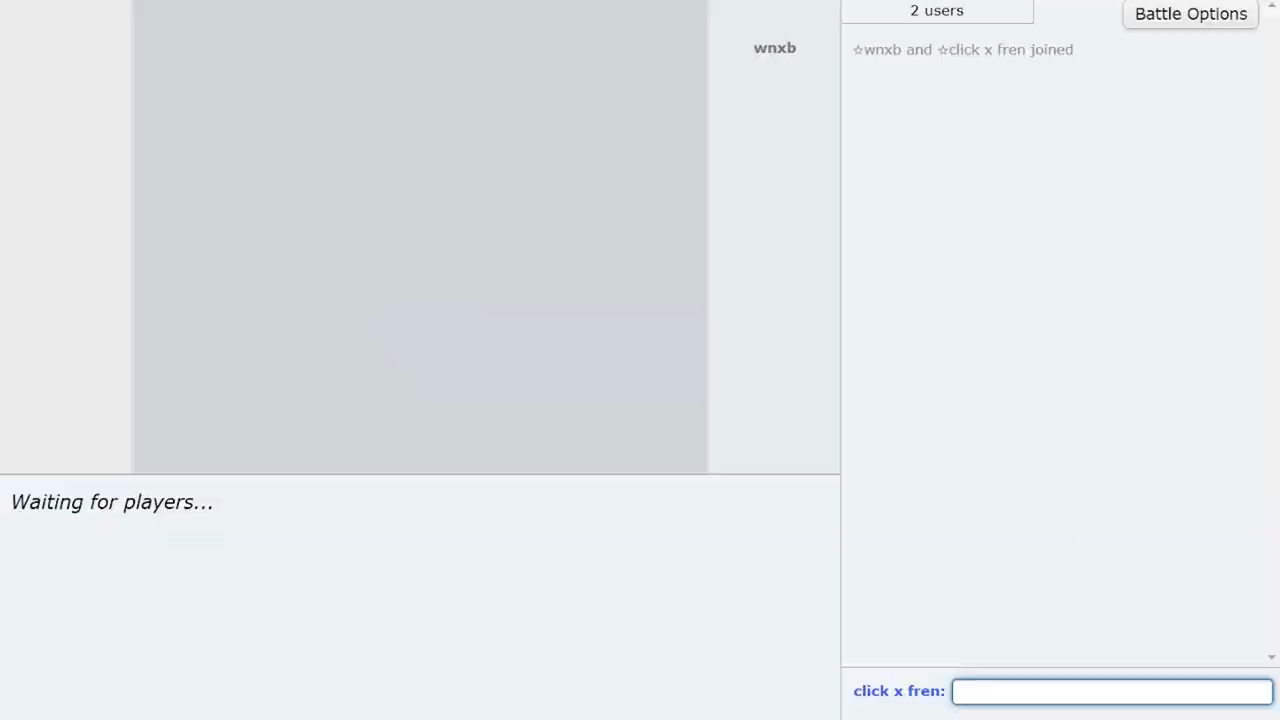 2 users
Battle Options
wnxb
☆wnxb and ☆click x fren joined
Waiting for players...
click x fren: